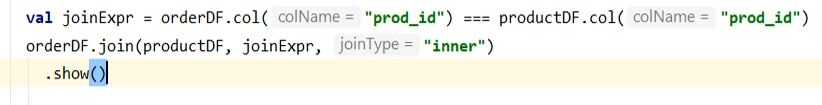 val joinExpr = orderDF.col( colName = "prod_id") === productDF.col( colName = "prod_id")
orderDF.join(productDF, joinExpr, joinType = "inner")
.show()